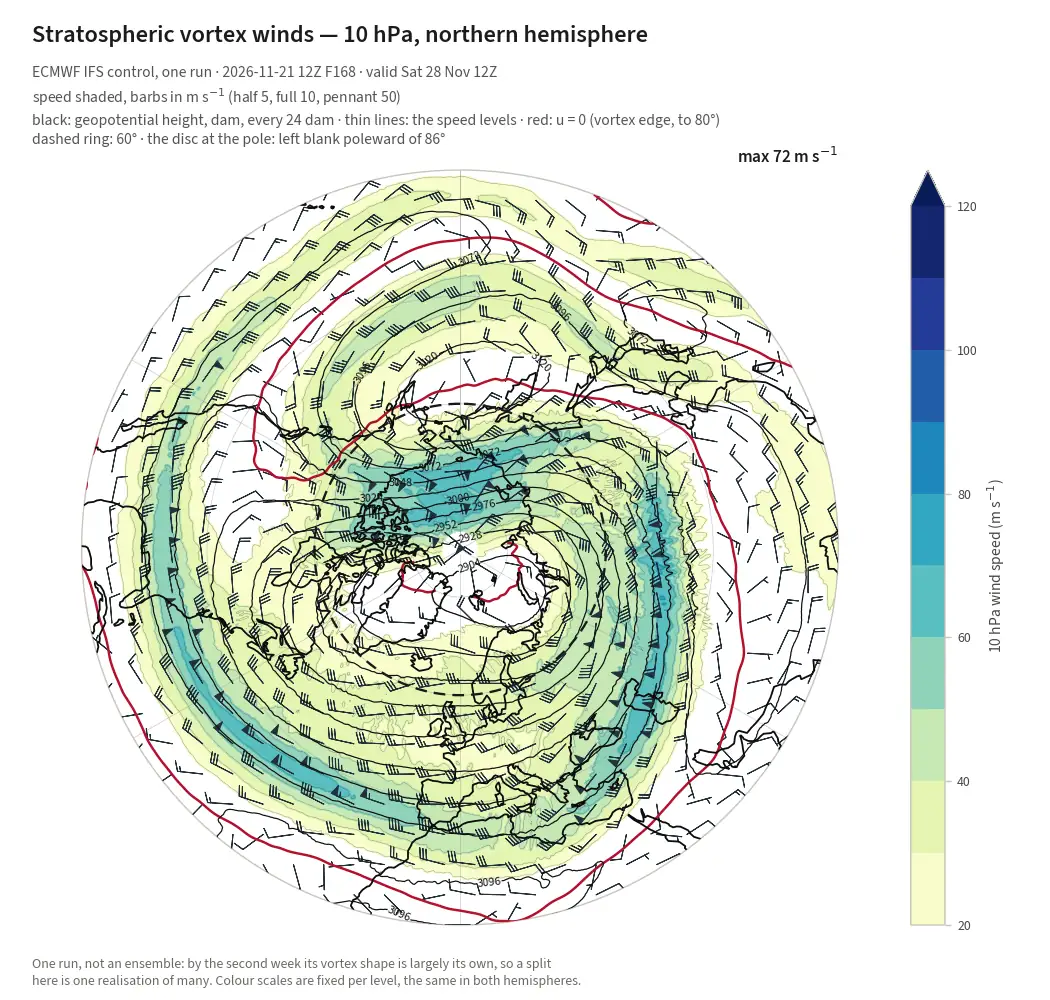 Stratospheric vortex winds — 10 hPa, northern hemisphere
ECMWF IFS control, one run · 2026-11-21 12Z F168 · valid Sat 28 Nov 12Z
speed shaded, barbs in m s⁻¹ (half 5, full 10, pennant 50)
black: geopotential height, dam, every 24 dam · thin lines: the speed levels · red: u = 0 (vortex edge, to 80°)
dashed ring: 60° · the disc at the pole: left blank poleward of 86°
max 72 m s⁻¹
120
100
80
60
40
20
10 hPa wind speed (m s⁻¹)
3072
3096
3072
3120
3072
3072
3048
3000
2976
2952
2928
2904
3096
3096
One run, not an ensemble: by the second week its vortex shape is largely its own, so a split
here is one realisation of many. Colour scales are fixed per level, the same in both hemispheres.